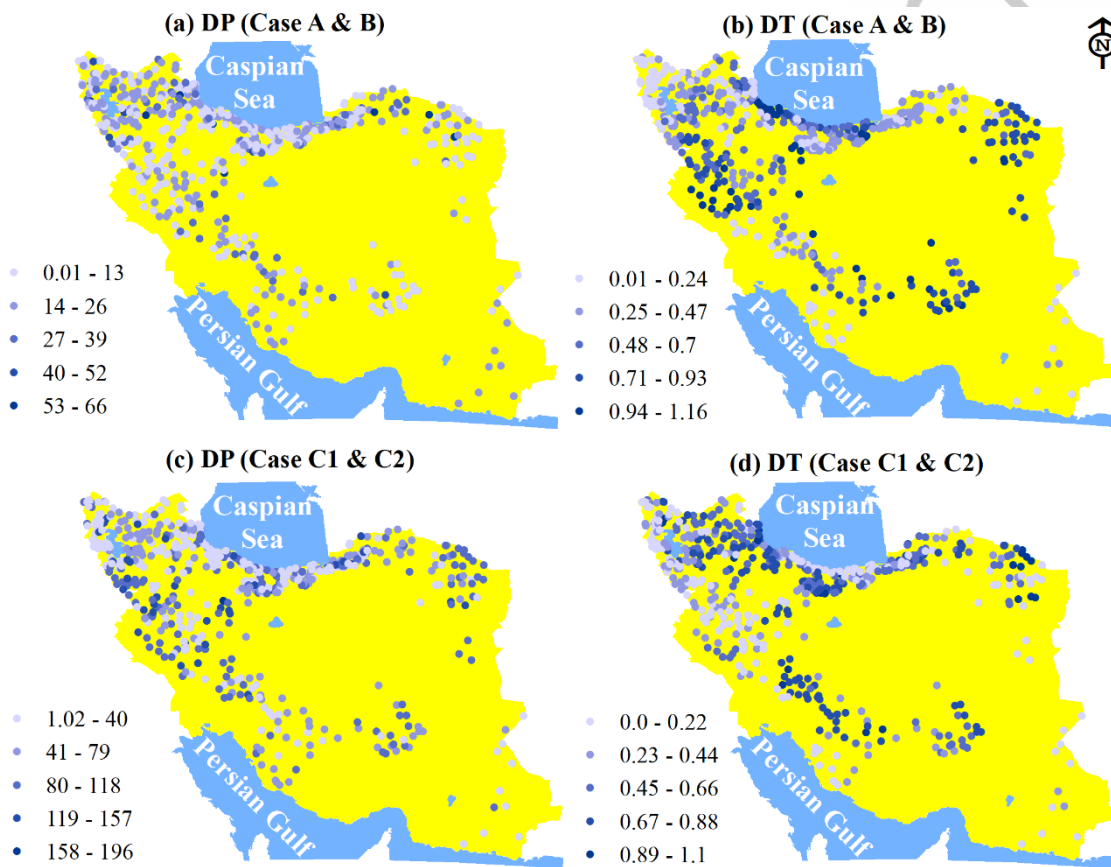 (a) DP (Case A & B)
Caspian
Sea
0.01 - 13
14 - 26
27 - 39
40 - 52
53 - 66
Persian Gulf
(b) DT (Case A & B)
N
Caspian
Sea
0.01 - 0.24
0.25 - 0.47
0.48 - 0.7
0.71 - 0.93
0.94 - 1.16
Persian Gulf
(c) DP (Case C1 & C2)
Caspian
Sea
1.02 - 40
41 - 79
80 - 118
119 - 157
158 - 196
Persian Gulf
(d) DT (Case C1 & C2)
Caspian
Sea
0.0 - 0.22
0.23 - 0.44
0.45 - 0.66
0.67 - 0.88
0.89 - 1.1
Persian Gulf